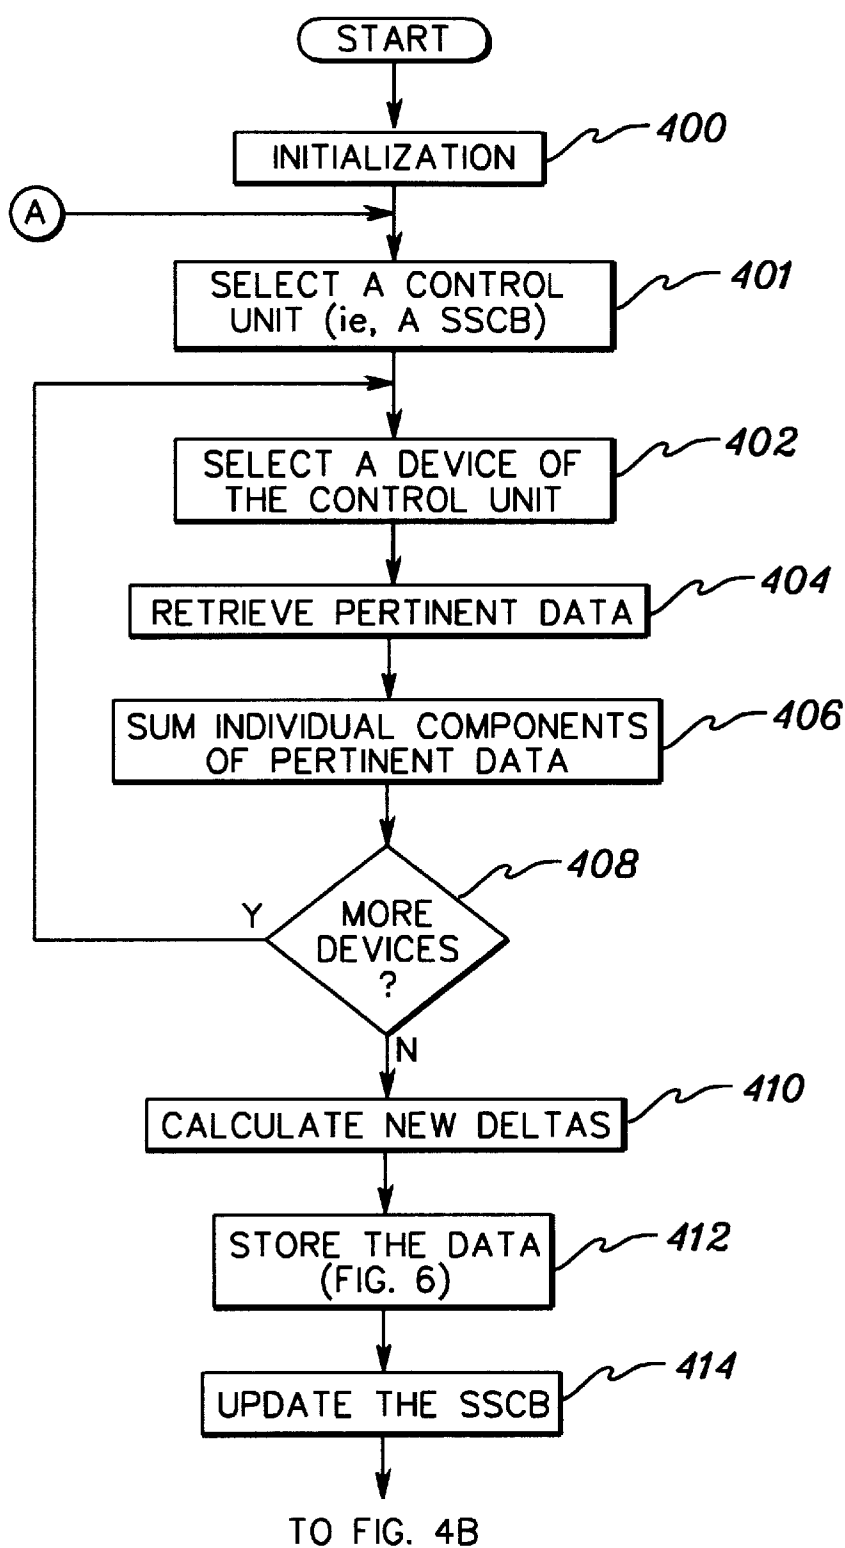 START
INITIALIZATION
400
A
SELECT A CONTROL
UNIT (ie, A SSCB)
401
SELECT A DEVICE OF
THE CONTROL UNIT
402
RETRIEVE PERTINENT DATA
404
SUM INDIVIDUAL COMPONENTS
OF PERTINENT DATA
406
MORE
DEVICES
?
408
Y
N
CALCULATE NEW DELTAS
410
STORE THE DATA
(FIG. 6)
412
UPDATE THE SSCB
414
TO FIG. 4B